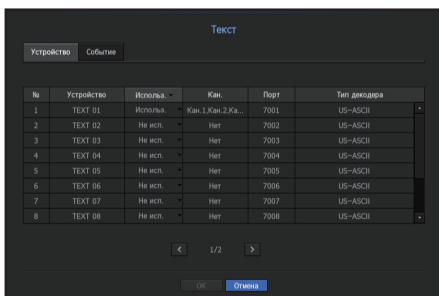 Текст
Устройство Событие
№ Устройство Использ. Кан. Порт Тип декодера
1 TEXT 01 Использ. Кан.1,Кан.2,Ка... 7001 US-ASCII
2 TEXT 02 Не исп. Нет 7002 US-ASCII
3 TEXT 03 Не исп. Нет 7003 US-ASCII
4 TEXT 04 Не исп. Нет 7004 US-ASCII
5 TEXT 05 Не исп. Нет 7005 US-ASCII
6 TEXT 06 Не исп. Нет 7006 US-ASCII
7 TEXT 07 Не исп. Нет 7007 US-ASCII
8 TEXT 08 Не исп. Нет 7008 US-ASCII
< 1/2 >
OK Отмена